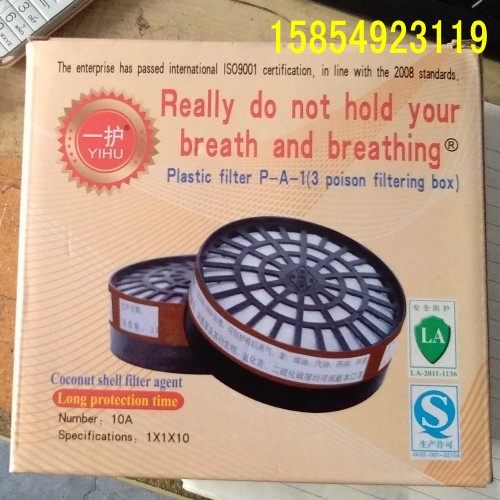 15854923119
The enterprise has passed international ISO9001 certification, in line with the 2008 standards.
一护®
YIHU
Really do not hold your
breath and breathing®
Plastic filter P-A-1(3 poison filtering box)
安全防护
LA
LA-2011-1136
Coconut shell filter agent
Long protection time
Number: 10A
Specifications: 1X1X10
生产许可